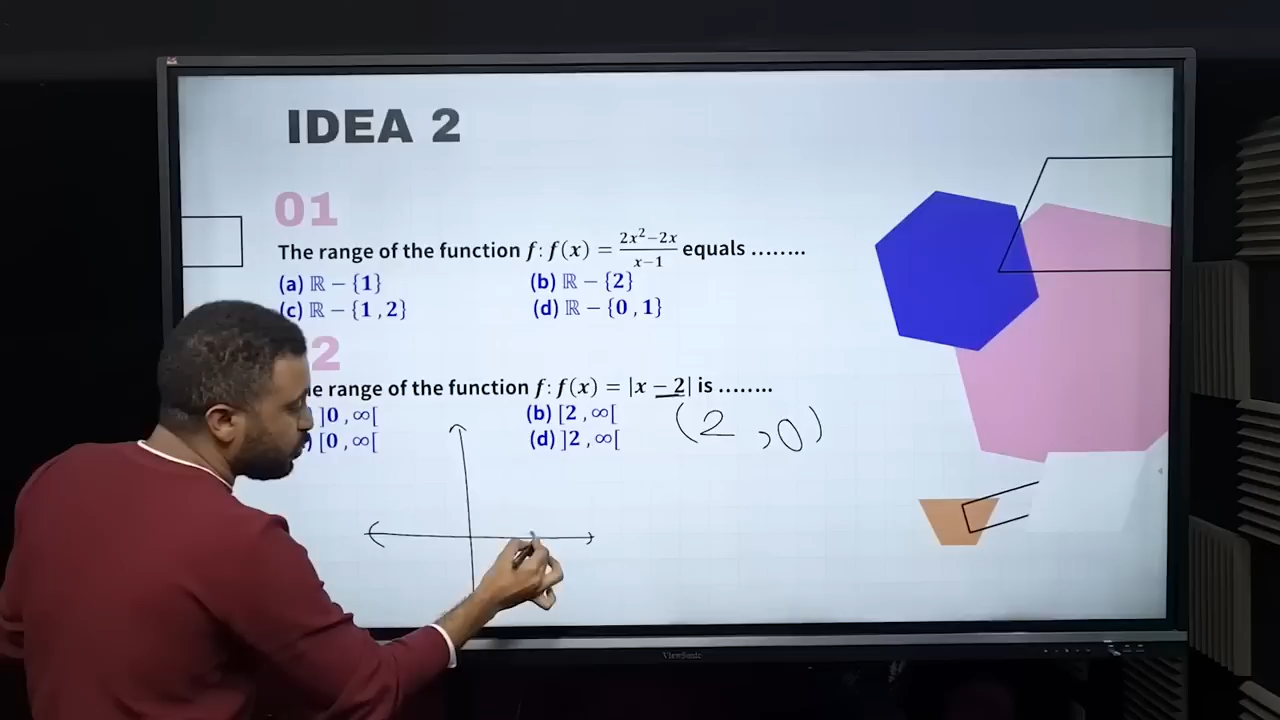 IDEA 2
01
The range of the function f: f(x) = \frac{2x²−2x}{x−1} equals ........
(a) ℝ − {1} (b) ℝ − {2}
(c) ℝ − {1 , 2} (d) ℝ − {0 , 1}
2
e range of the function f: f(x) = |x − 2| is ........
]0 , ∞[ (b) [2 , ∞[
) [0 , ∞[ (d) ]2 , ∞[
(2 , 0)
ViewSonic